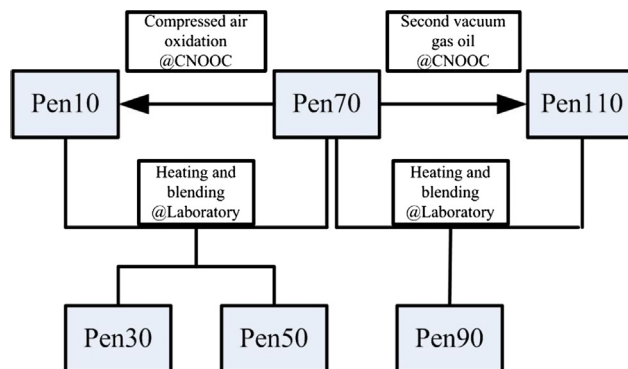 Compressed air
oxidation
@CNOOC
Second vacuum
gas oil
@CNOOC
Pen10
Pen70
Pen110
Heating and
blending
@Laboratory
Heating and
blending
@Laboratory
Pen30
Pen50
Pen90